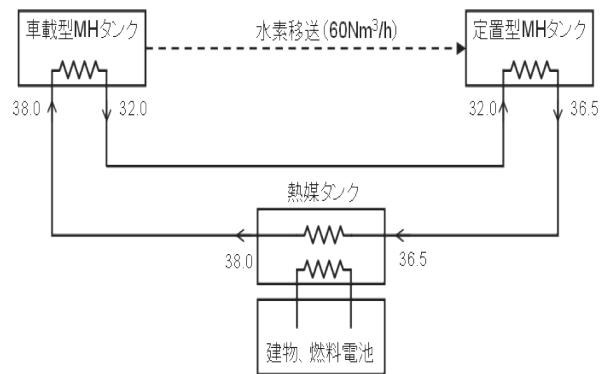 車載型MHタンク
水素移送(60Nm³/h)
定置型MHタンク
38.0
32.0
32.0
36.5
熱媒タンク
38.0
36.5
建物、燃料電池